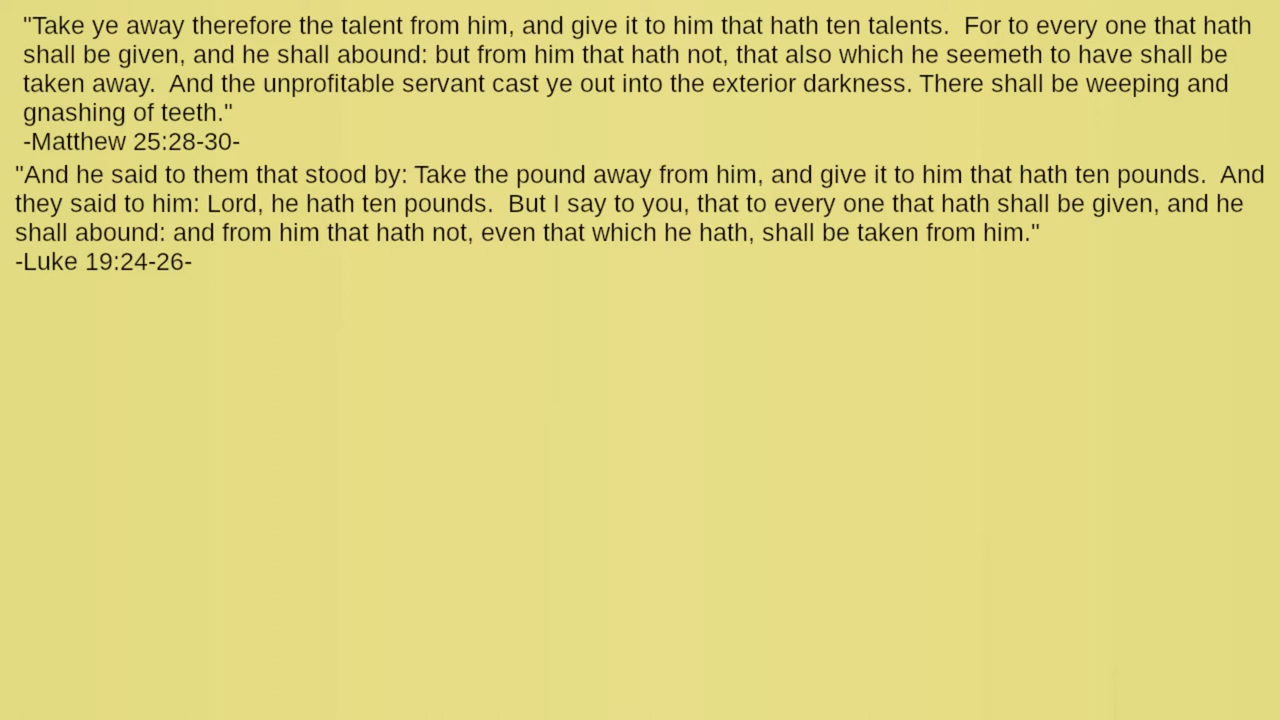 "Take ye away therefore the talent from him, and give it to him that hath ten talents.  For to every one that hath
shall be given, and he shall abound: but from him that hath not, that also which he seemeth to have shall be
taken away.  And the unprofitable servant cast ye out into the exterior darkness. There shall be weeping and
gnashing of teeth."
-Matthew 25:28-30-
"And he said to them that stood by: Take the pound away from him, and give it to him that hath ten pounds.  And
they said to him: Lord, he hath ten pounds.  But I say to you, that to every one that hath shall be given, and he
shall abound: and from him that hath not, even that which he hath, shall be taken from him."
-Luke 19:24-26-